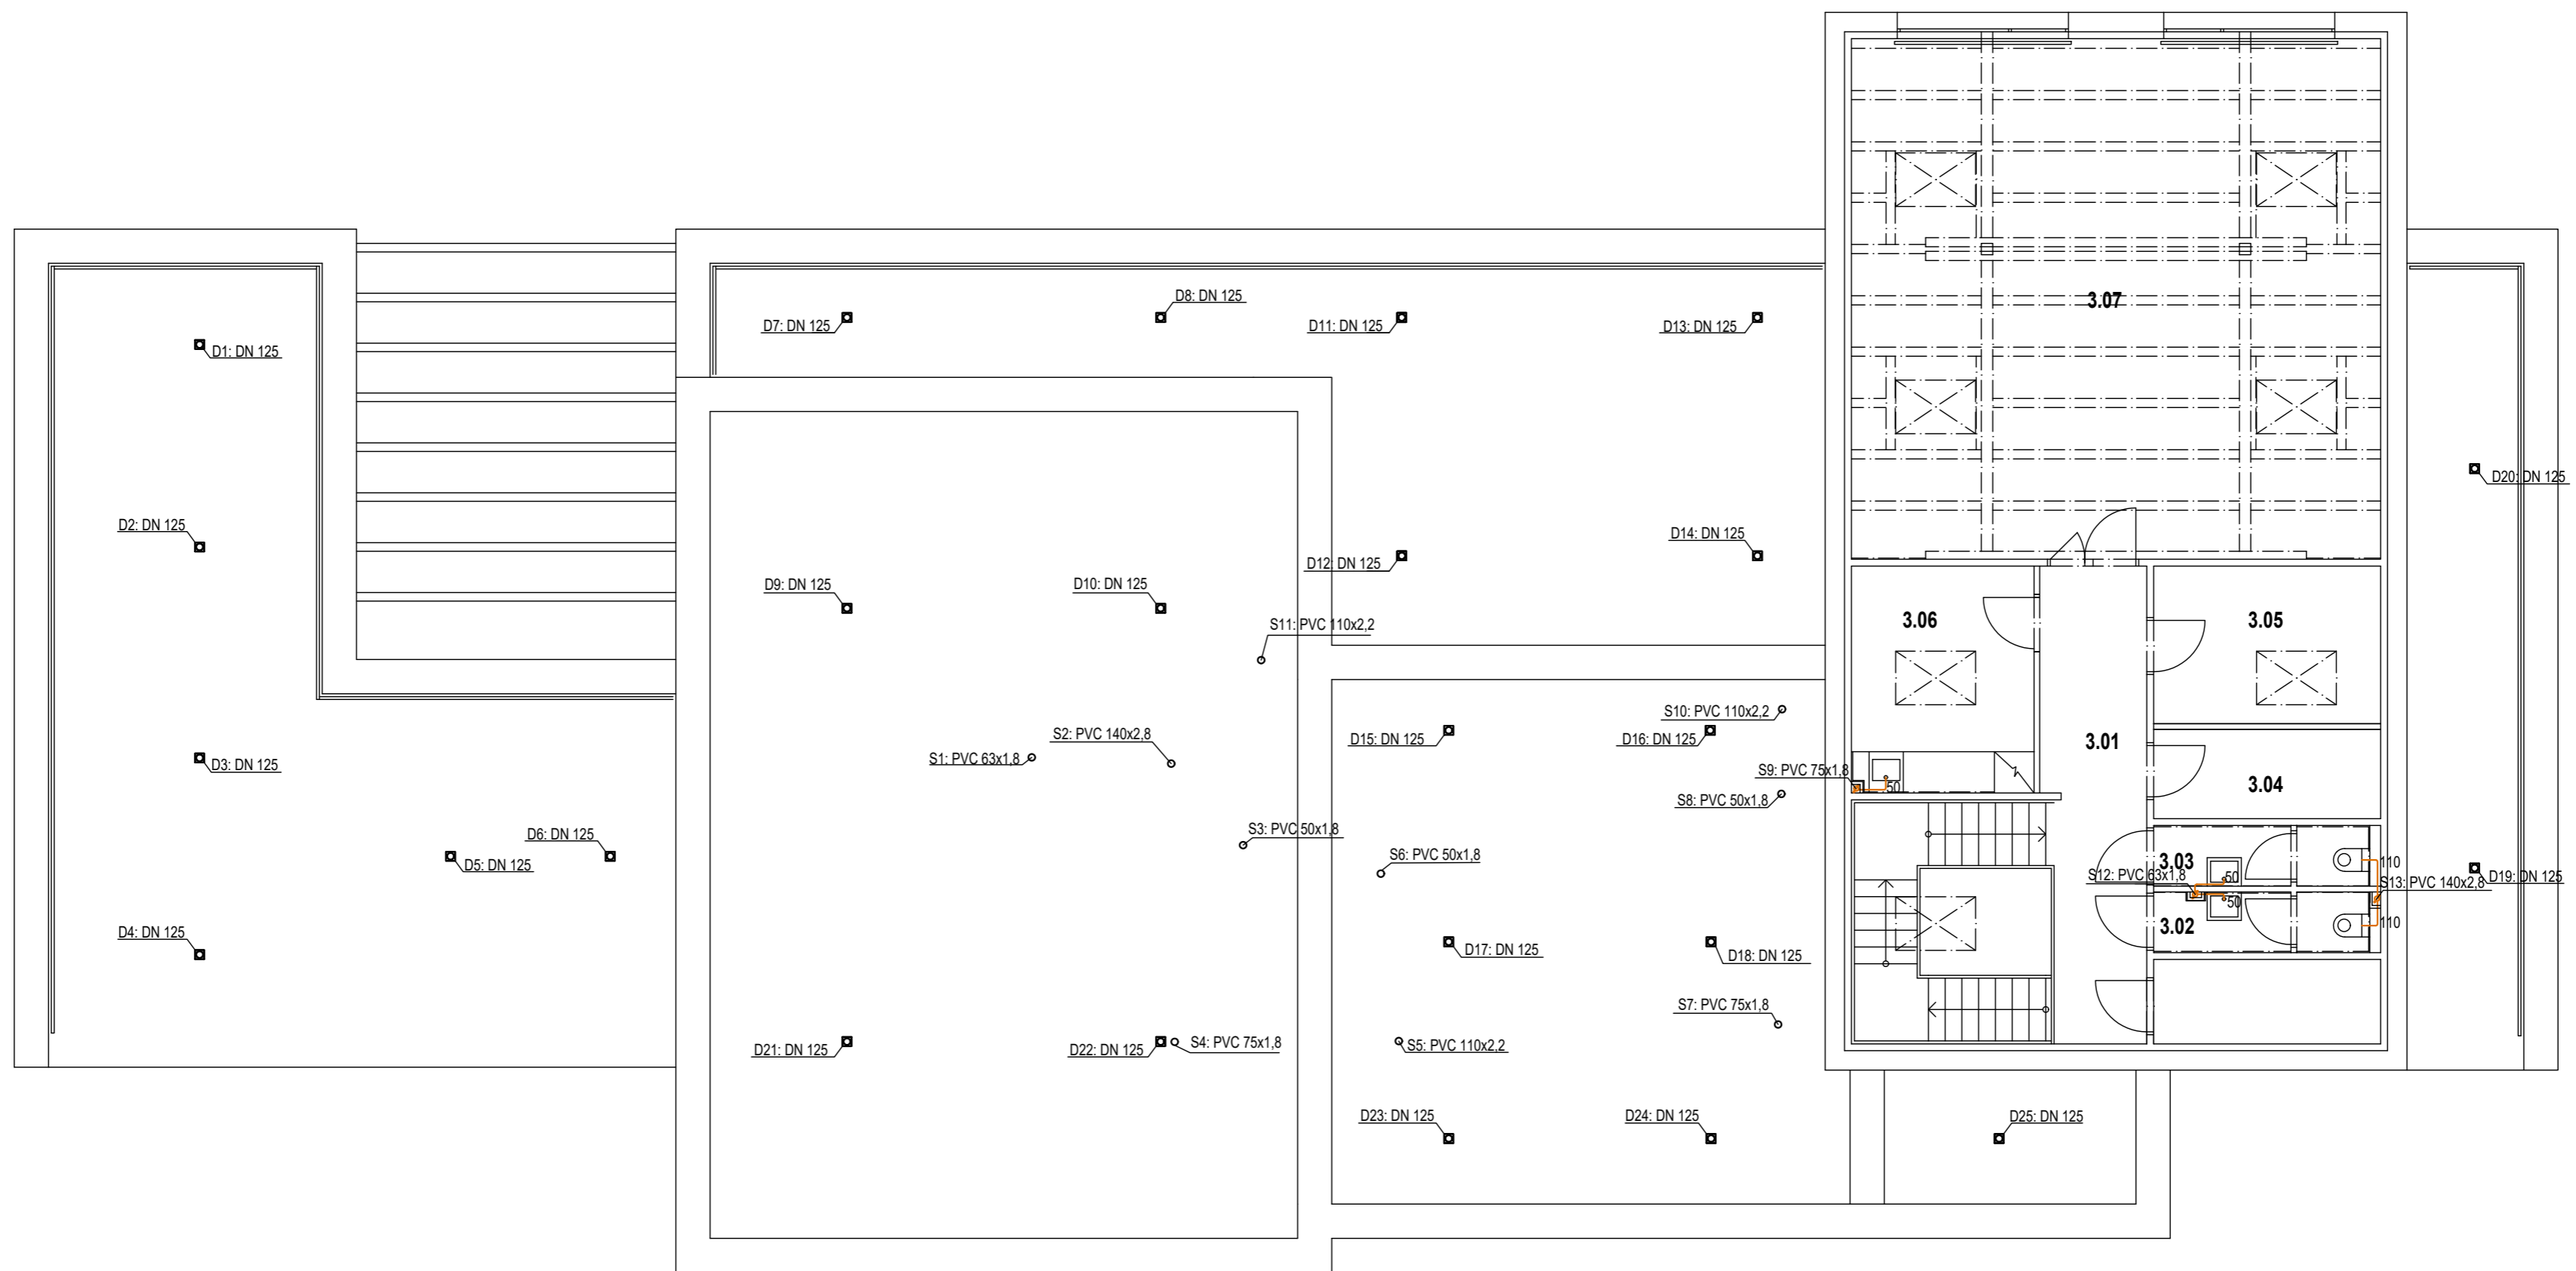 3.07
D8: DN 125
D7: DN 125
D11: DN 125
D13: DN 125
D1: DN 125
D20: DN 125
D2: DN 125
D14: DN 125
D12: DN 125
D9: DN 125
D10: DN 125
S11: PVC 110x2,2
3.06
3.05
S10: PVC 110x2,2
D15: DN 125
D16: DN 125
S2: PVC 140x2,8
S1: PVC 63x1,8
3.01
D3: DN 125
S9: PVC 75x1,8
50
3.04
S8: PVC 50x1,8
S3: PVC 50x1,8
D6: DN 125
D5: DN 125
S6: PVC 50x1,8
3.03
110
S12: PVC 63x1,8
50
S13: PVC 140x2,8
D19: DN 125
50
3.02
110
D4: DN 125
D17: DN 125
D18: DN 125
S7: PVC 75x1,8
D21: DN 125
D22: DN 125
S4: PVC 75x1,8
S5: PVC 110x2,2
D23: DN 125
D24: DN 125
D25: DN 125